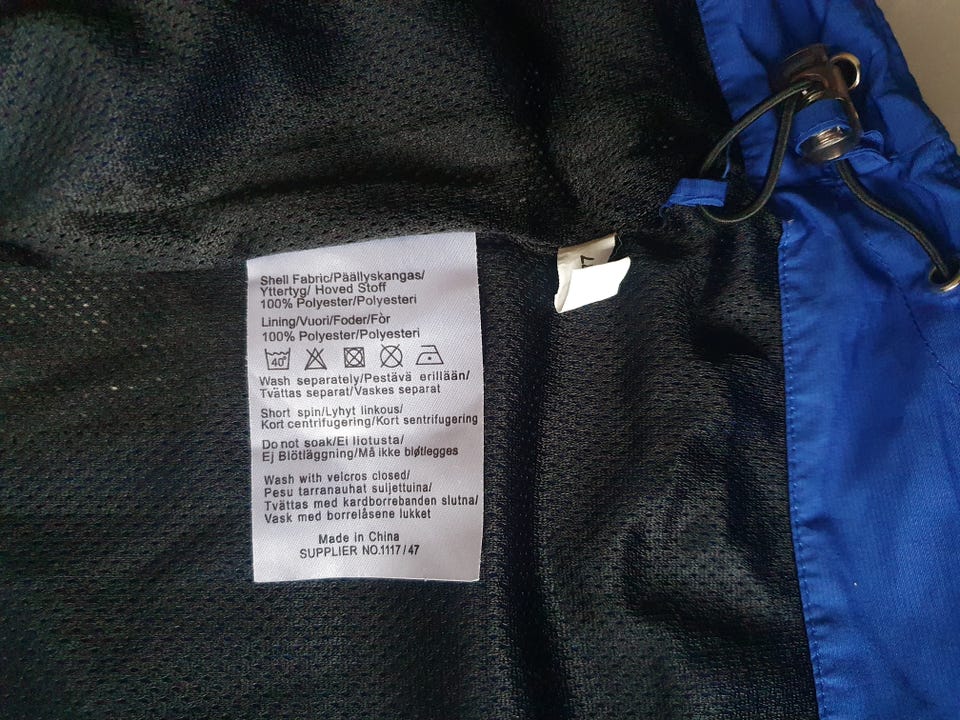 Shell Fabric/Päällyskangas/
Yttertyg/ Hoved Stoff
100% Polyester/Polyesteri
Lining/Vuori/Foder/Fòr
100% Polyester/Polyesteri
40°
Wash separately/Pestävä erillään/
Tvättas separat/Vaskes separat
Short spin/Lyhyt linkous/
Kort centrifugering/Kort sentrifugering
Do not soak/Ei liotusta/
Ej Blötläggning/Må ikke bløtlegges
Wash with velcros closed/
Pesu tarranauhat suljettuina/
Tvättas med kardborrebanden slutna/
Vask med borrelåsene lukket
Made in China
SUPPLIER NO.1117/47